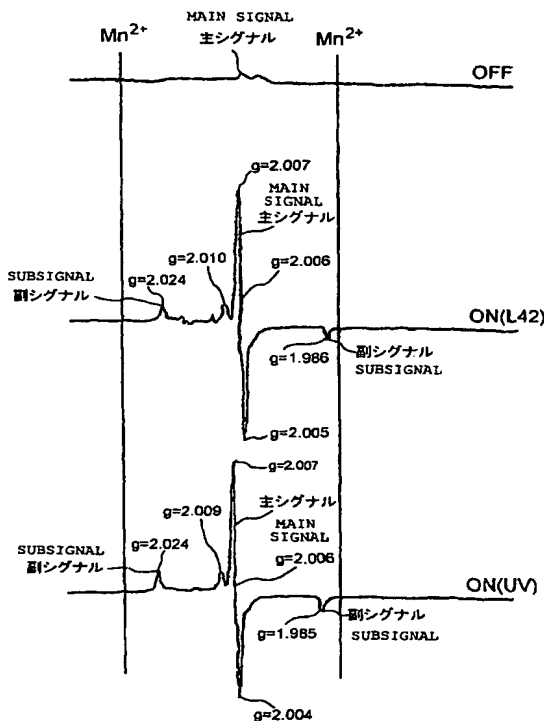 MAIN SIGNAL
Mn2+
主シグナル
Mn2+
OFF
g=2.007
MAIN
SIGNAL
主シグナル
g=2.010
g=2.006
SUBSIGNAL
副シグナル
g=2.024
ON(L42)
g=1.986
副シグナル
SUBSIGNAL
g=2.005
g=2.007
主シグナル
g=2.009
MAIN
SIGNAL
g=2.024
SUBSIGNAL
副シグナル
g=2.006
ON(UV)
g=1.985
副シグナル
SUBSIGNAL
g=2.004